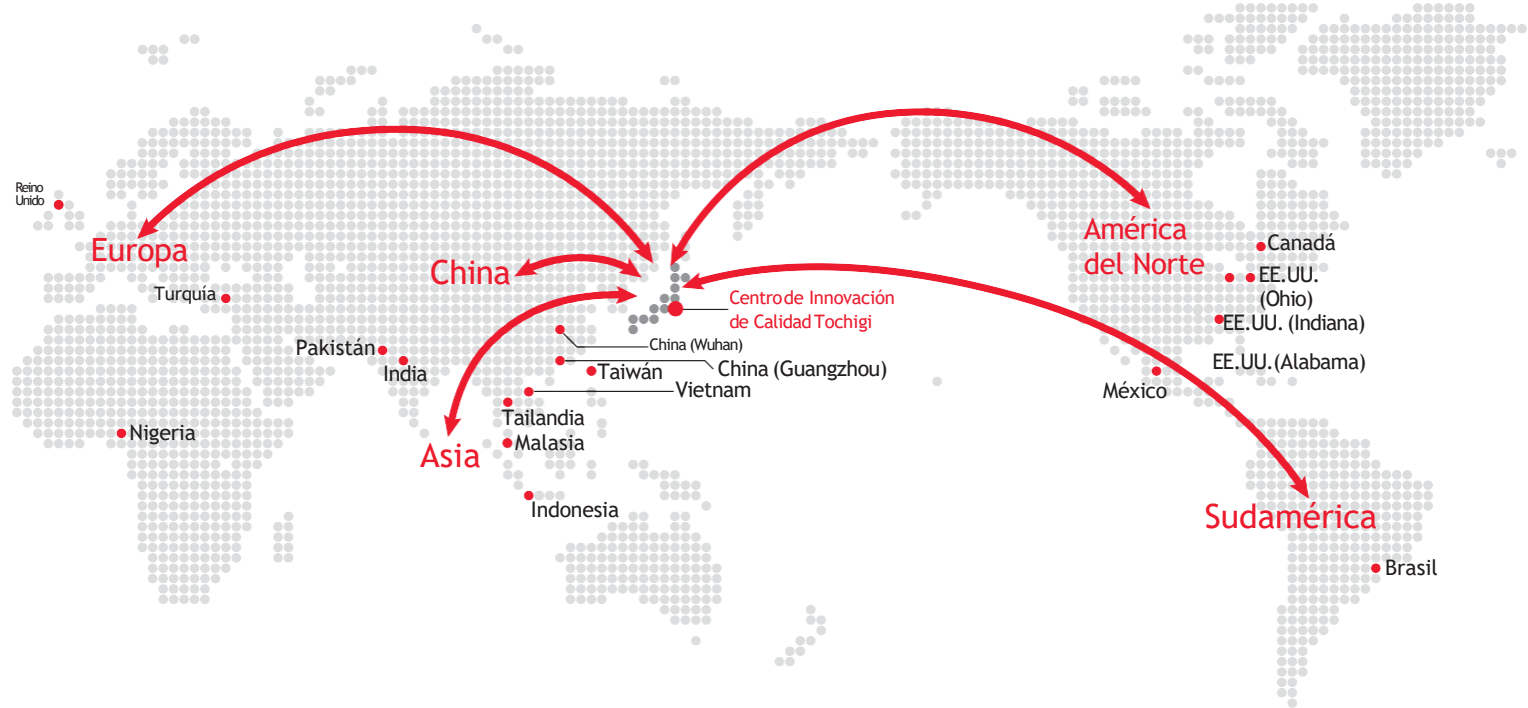 Reino
Unido
Europa
Turquía
China
Pakistán
India
Nigeria
Asia
Centro de Innovación
de Calidad Tochigi
China (Wuhan)
China (Guangzhou)
Taiwán
Vietnam
Tailandia
Malasia
Indonesia
América
del Norte
Canadá
EE.UU.
(Ohio)
EE.UU. (Indiana)
EE.UU. (Alabama)
México
Sudamérica
Brasil